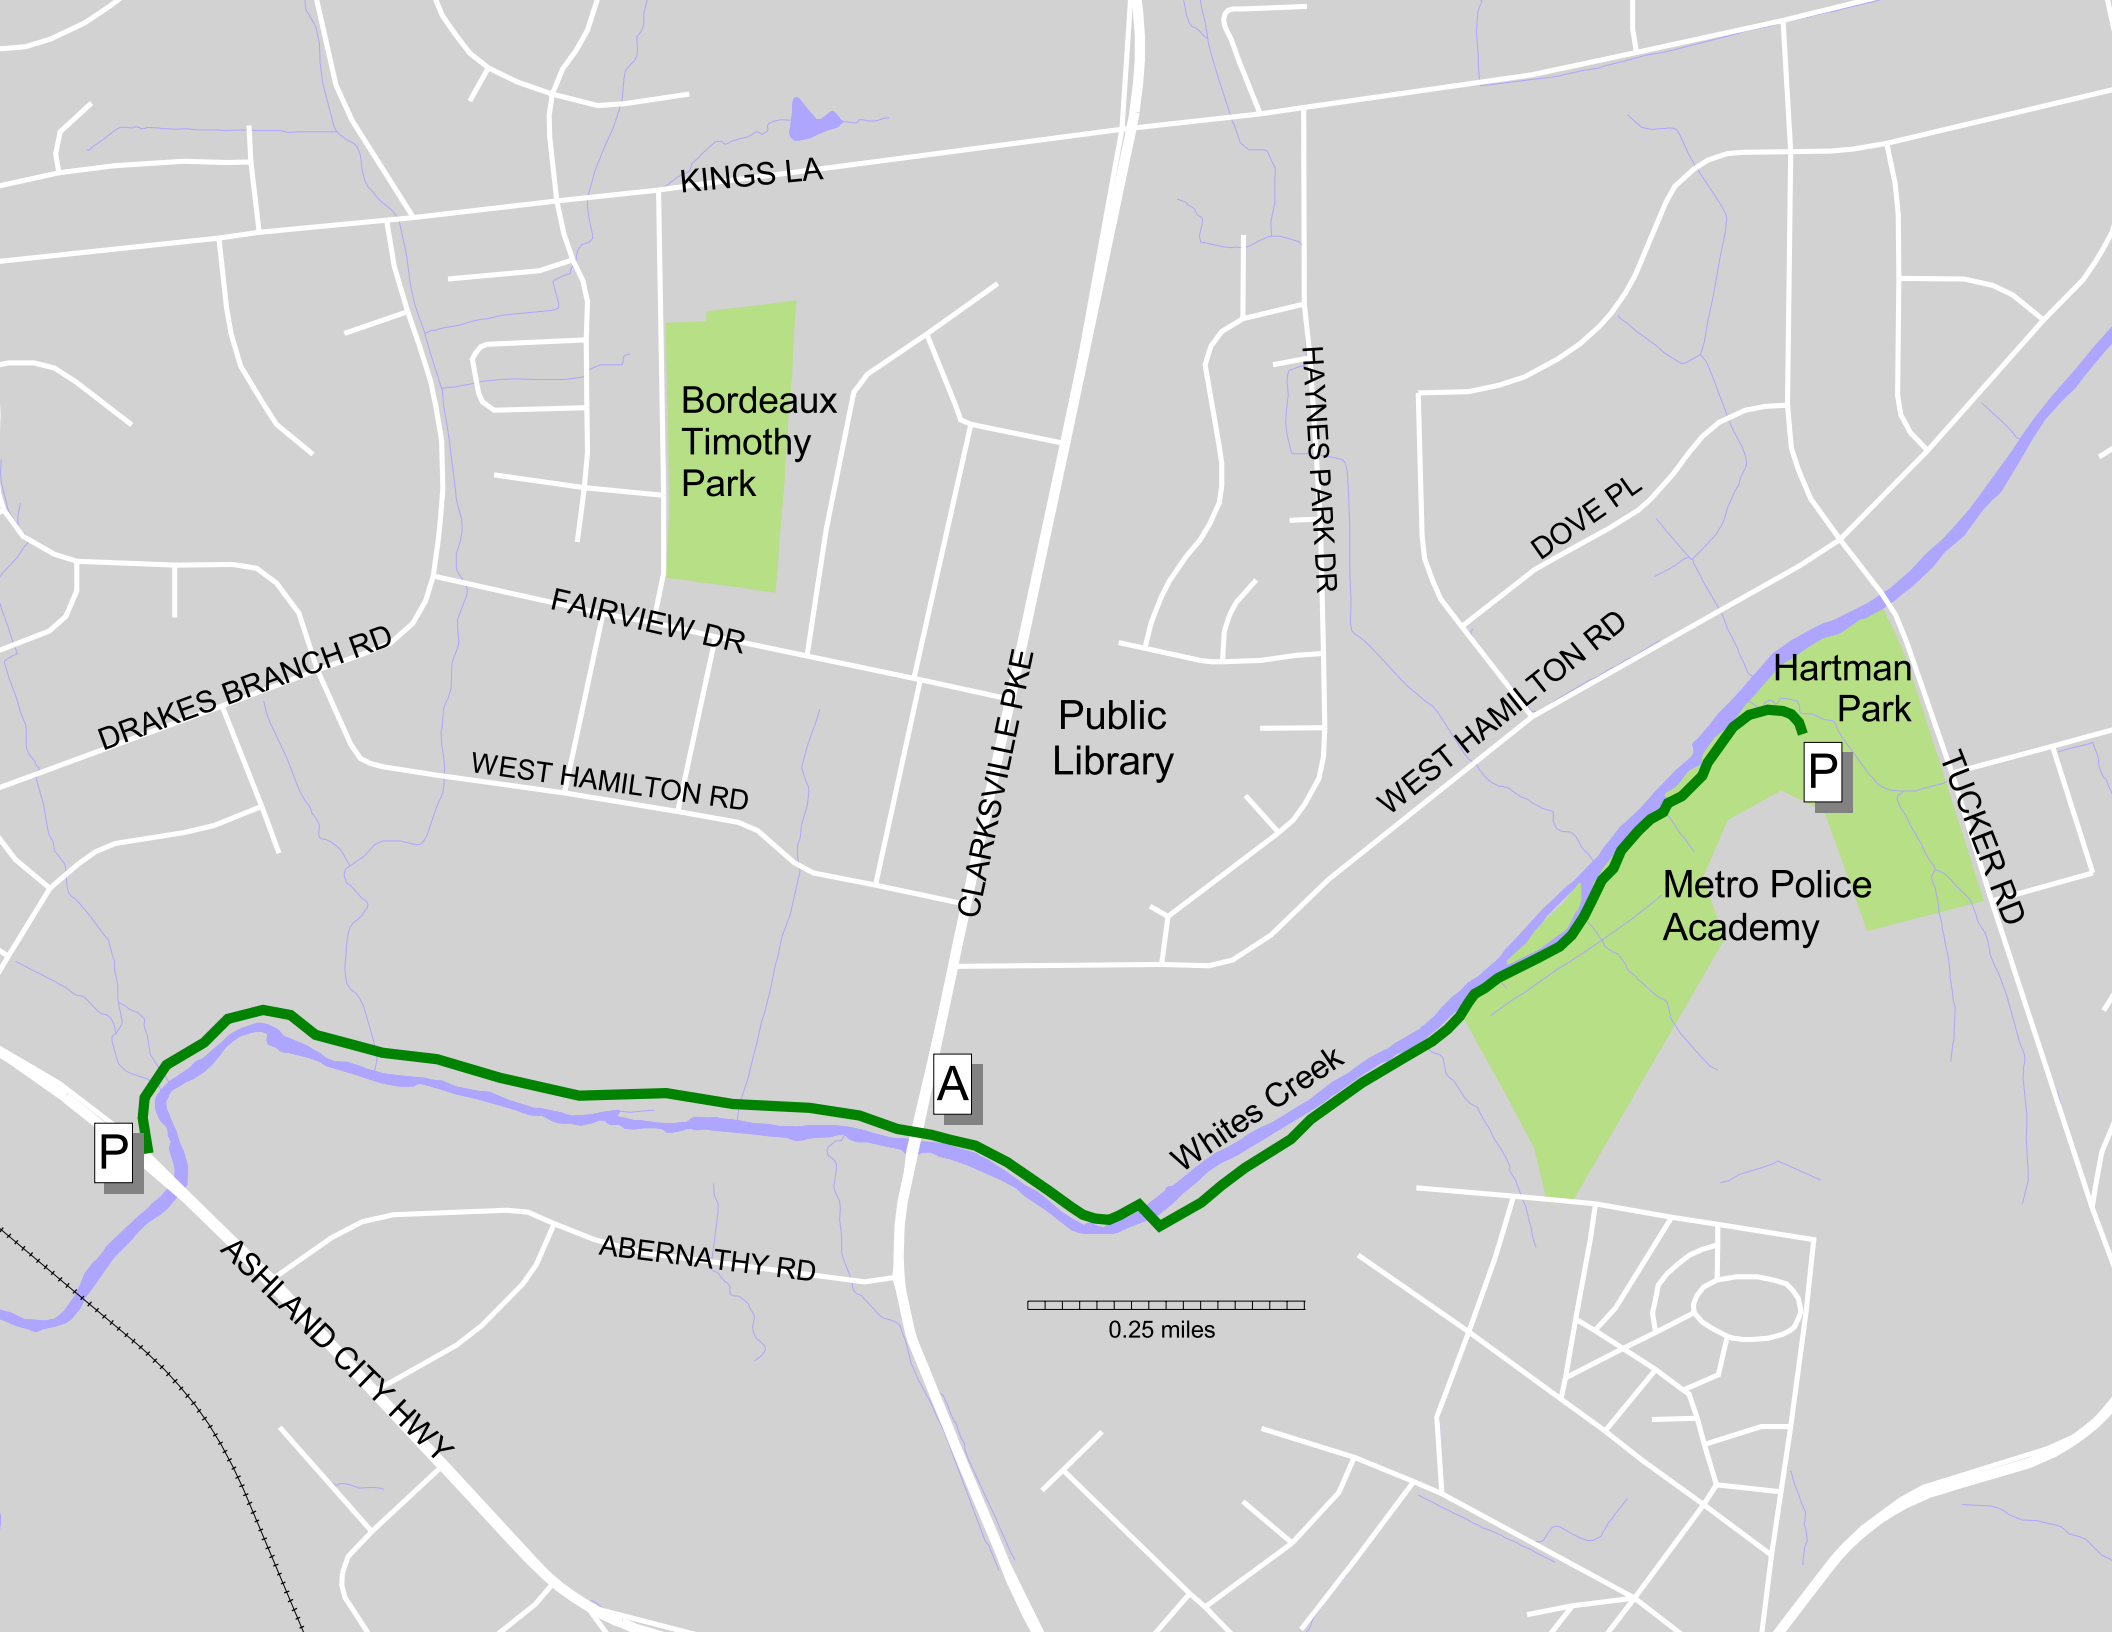 KINGS LA
Bordeaux
Timothy
Park
HAYNES PARK DR
DOVE PL
FAIRVIEW DR
DRAKES BRANCH RD
WEST HAMILTON RD
CLARKSVILLE PKE
Public
Library
WEST HAMILTON RD
Hartman
Park
P
TUCKER RD
Metro Police
Academy
Whites Creek
A
P
ASHLAND CITY HWY
ABERNATHY RD
0.25 miles